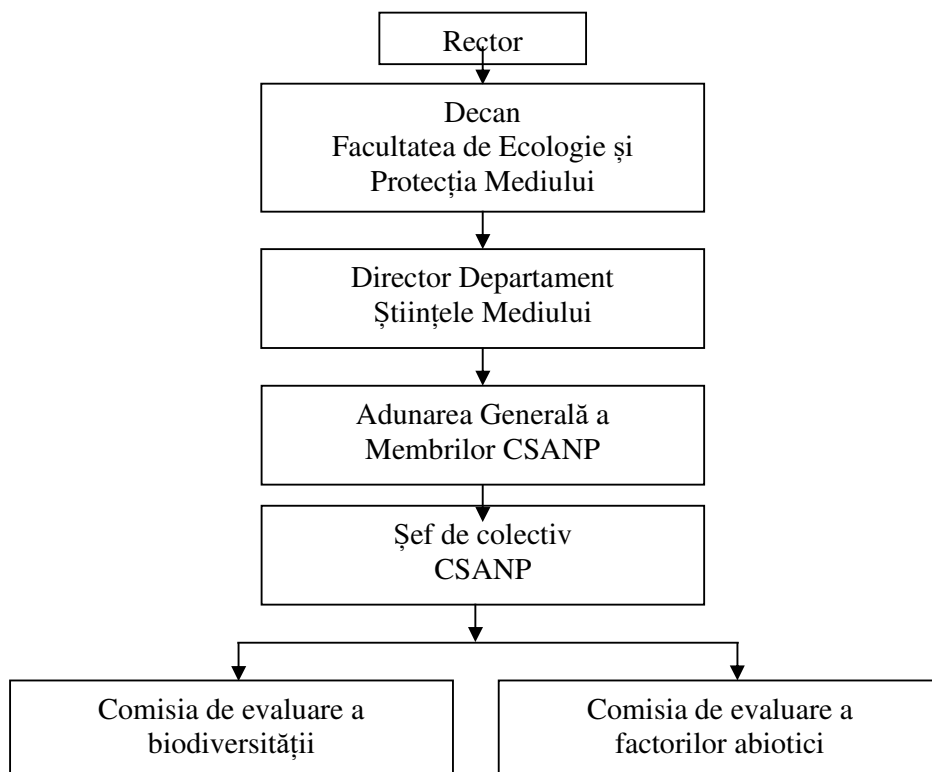 Rector
Decan
Facultatea de Ecologie și
Protecția Mediului
Director Departament
Științele Mediului
Adunarea Generală a
Membrilor CSANP
Șef de colectiv
CSANP
Comisia de evaluare a
biodiversității
Comisia de evaluare a
factorilor abiotici